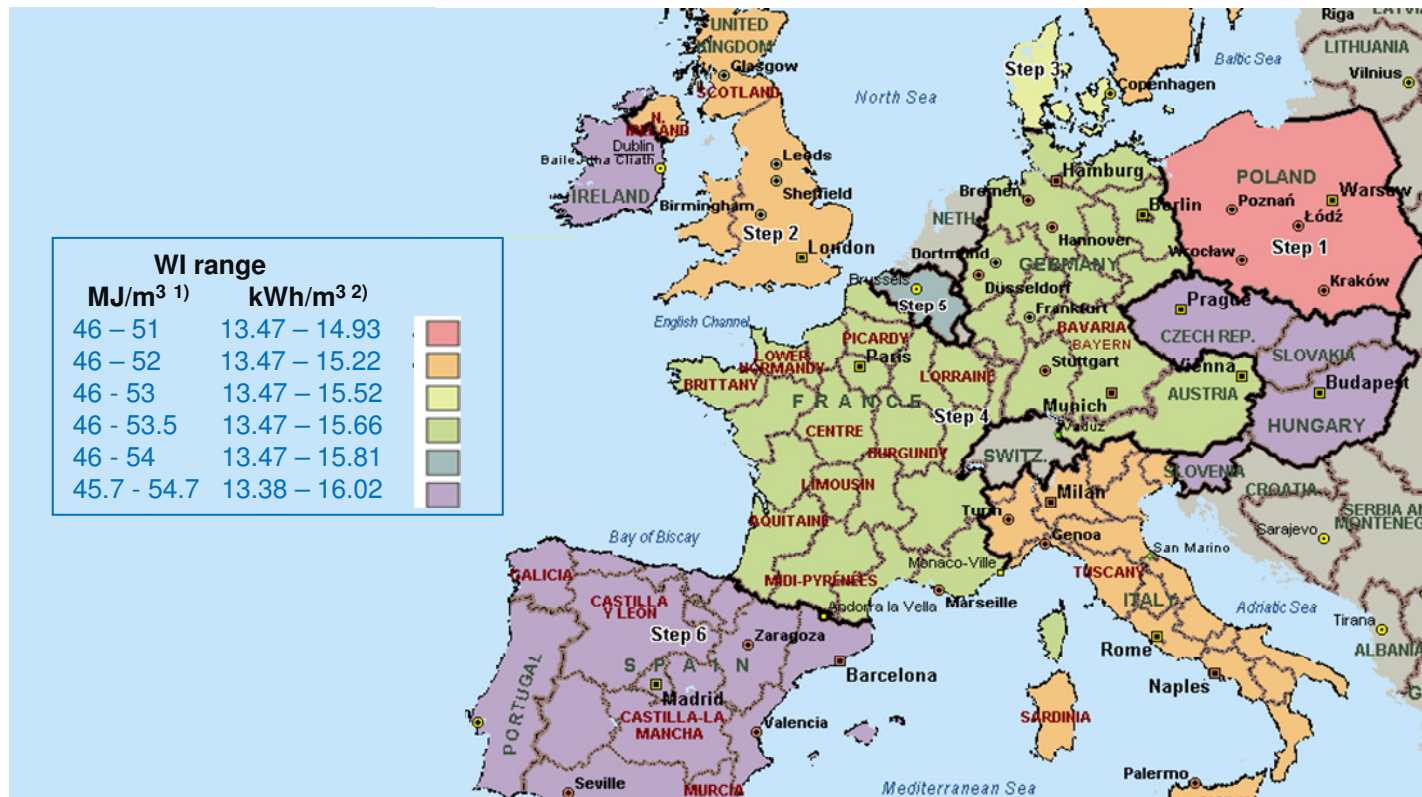 WI range
MJ/m³ ¹⁾ kWh/m³ ²⁾
46 – 51 13.47 – 14.93
46 – 52 13.47 – 15.22
46 - 53 13.47 – 15.52
46 - 53.5 13.47 – 15.66
46 - 54 13.47 – 15.81
45.7 - 54.7 13.38 – 16.02
UNITED
KINGDOM
Glasgow
SCOTLAND
N.
IRELAND
Dublin
Baile Átha Cliath
IRELAND
Leeds
Sheffield
Birmingham
Step 2
London
North Sea
Baltic Sea
English Channel
Step 3
Copenhagen
Riga
LITHUANIA
Vilnius
NETH.
Bremen
Hamburg
Berlin
Hannover
Dortmund
GERMANY
Düsseldorf
Brussels
Step 5
Frankfurt
BAVARIA
BAYERN
Stuttgart
Munich
Vaduz
POLAND
Poznań
Warsaw
Łódź
Step 1
Wrocław
Kraków
Prague
CZECH REP.
SLOVAKIA
Vienna
AUSTRIA
Budapest
HUNGARY
PICARDY
LOWER
NORMANDY
Paris
BRITTANY
LORRAINE
FRANCE
Step 4
CENTRE
BURGUNDY
LIMOUSIN
AQUITAINE
MIDI-PYRÉNÉES
Monaco-Ville
Andorra la Vella
Marseille
SWITZ.
SLOVENIA
CROATIA
SERBIA AN
MONTENEG
Sarajevo
Milan
Turin
Genoa
San Marino
TUSCANY
ITALY
Adriatic Sea
Tirana
ALBANIA
Rome
Naples
SARDINIA
Palermo
Bay of Biscay
GALICIA
CASTILLA
Y LEON
Step 6
Zaragoza
SPAIN
Barcelona
Madrid
PORTUGAL
CASTILLA-LA
MANCHA
Valencia
Seville
MURCIA
Mediterranean Sea